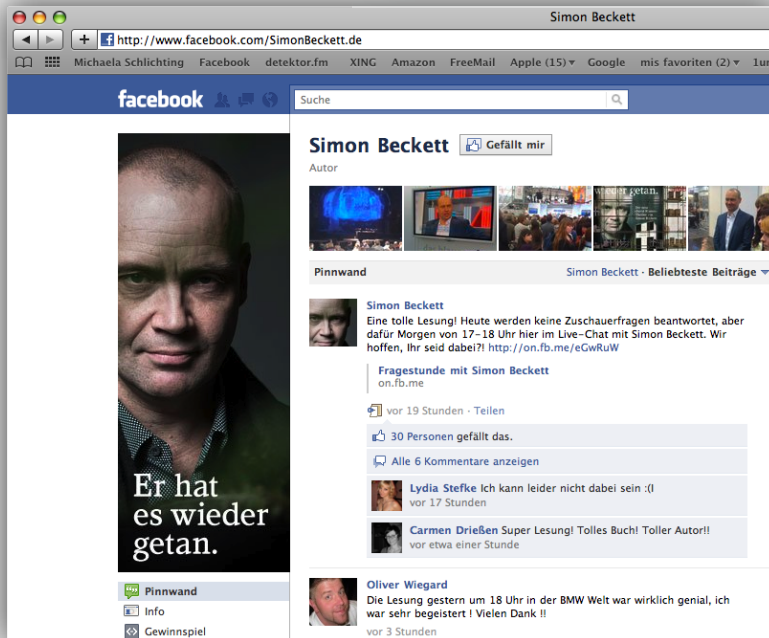 Simon Beckett
http://www.facebook.com/SimonBeckett.de
Michaela Schlichting Facebook detektor.fm XING Amazon FreeMail Apple (15) Google mis favoriten (2)
facebook
Suche
Simon Beckett
Gefällt mir
Autor
wieder getan.
Pinnwand
Simon Beckett · Beliebteste Beiträge
Simon Beckett
Eine tolle Lesung! Heute werden keine Zuschauerfragen beantwortet, aber
dafür Morgen von 17-18 Uhr hier im Live-Chat mit Simon Beckett. Wir
hoffen, Ihr seid dabei?! http://on.fb.me/eGwRuW
Fragestunde mit Simon Beckett
on.fb.me
vor 19 Stunden · Teilen
30 Personen gefällt das.
Alle 6 Kommentare anzeigen
Lydia Stefke Ich kann leider nicht dabei sein :(I
vor 17 Stunden
Carmen Drießen Super Lesung! Tolles Buch! Toller Autor!!
vor etwa einer Stunde
Oliver Wiegard
Die Lesung gestern um 18 Uhr in der BMW Welt war wirklich genial, ich
war sehr begeistert ! Vielen Dank !!
vor 3 Stunden
Er hat
es wieder
getan.
Pinnwand
Info
Gewinnspiel